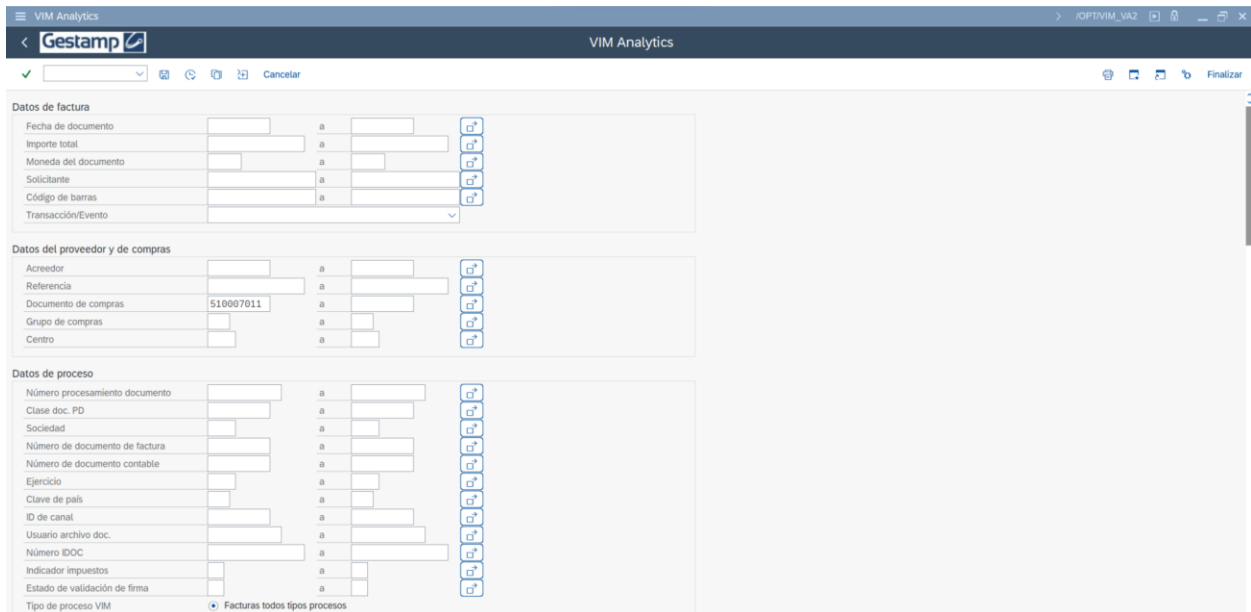 VIM Analytics /OPT/VIM_VA2
Gestamp VIM Analytics
Cancelar Finalizar
Datos de factura
Fecha de documento a
Importe total a
Moneda del documento a
Solicitante a
Código de barras a
Transacción/Evento
Datos del proveedor y de compras
Acreedor a
Referencia a
Documento de compras 510007011 a
Grupo de compras a
Centro a
Datos de proceso
Número procesamiento documento a
Clase doc. PD a
Sociedad a
Número de documento de factura a
Número de documento contable a
Ejercicio a
Clave de país a
ID de canal a
Usuario archivo doc. a
Número IDOC a
Indicador impuestos a
Estado de validación de firma a
Tipo de proceso VIM Facturas todos tipos procesos